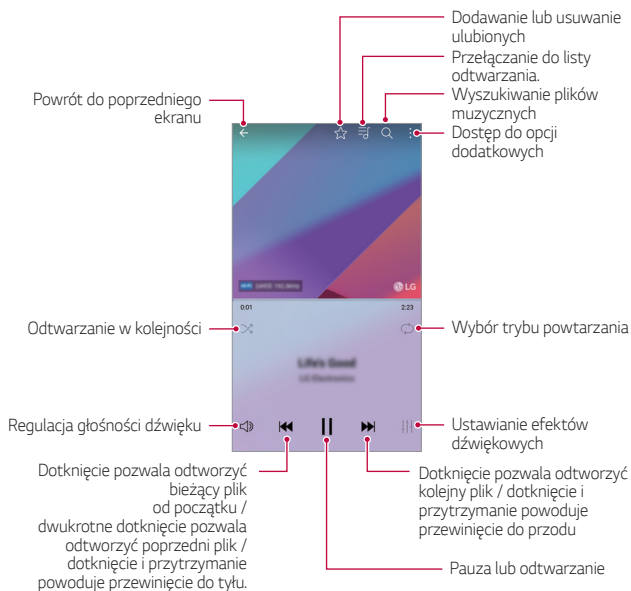 Dodawanie lub usuwanie
ulubionych
Przełączanie do listy
odtwarzania.
Wyszukiwanie plików
muzycznych
Dostęp do opcji
dodatkowych
Powrót do poprzedniego
ekranu
LG
0:01
2:23
Odtwarzanie w kolejności
Wybór trybu powtarzania
Life's Good
LG Electronics
Regulacja głośności dźwięku
Ustawianie efektów
dźwiękowych
Dotknięcie pozwala odtworzyć
bieżący plik
od początku /
dwukrotne dotknięcie pozwala
odtworzyć poprzedni plik /
dotknięcie i przytrzymanie
powoduje przewinięcie do tyłu.
Dotknięcie pozwala odtworzyć
kolejny plik / dotknięcie i
przytrzymanie powoduje
przewinięcie do przodu
Pauza lub odtwarzanie